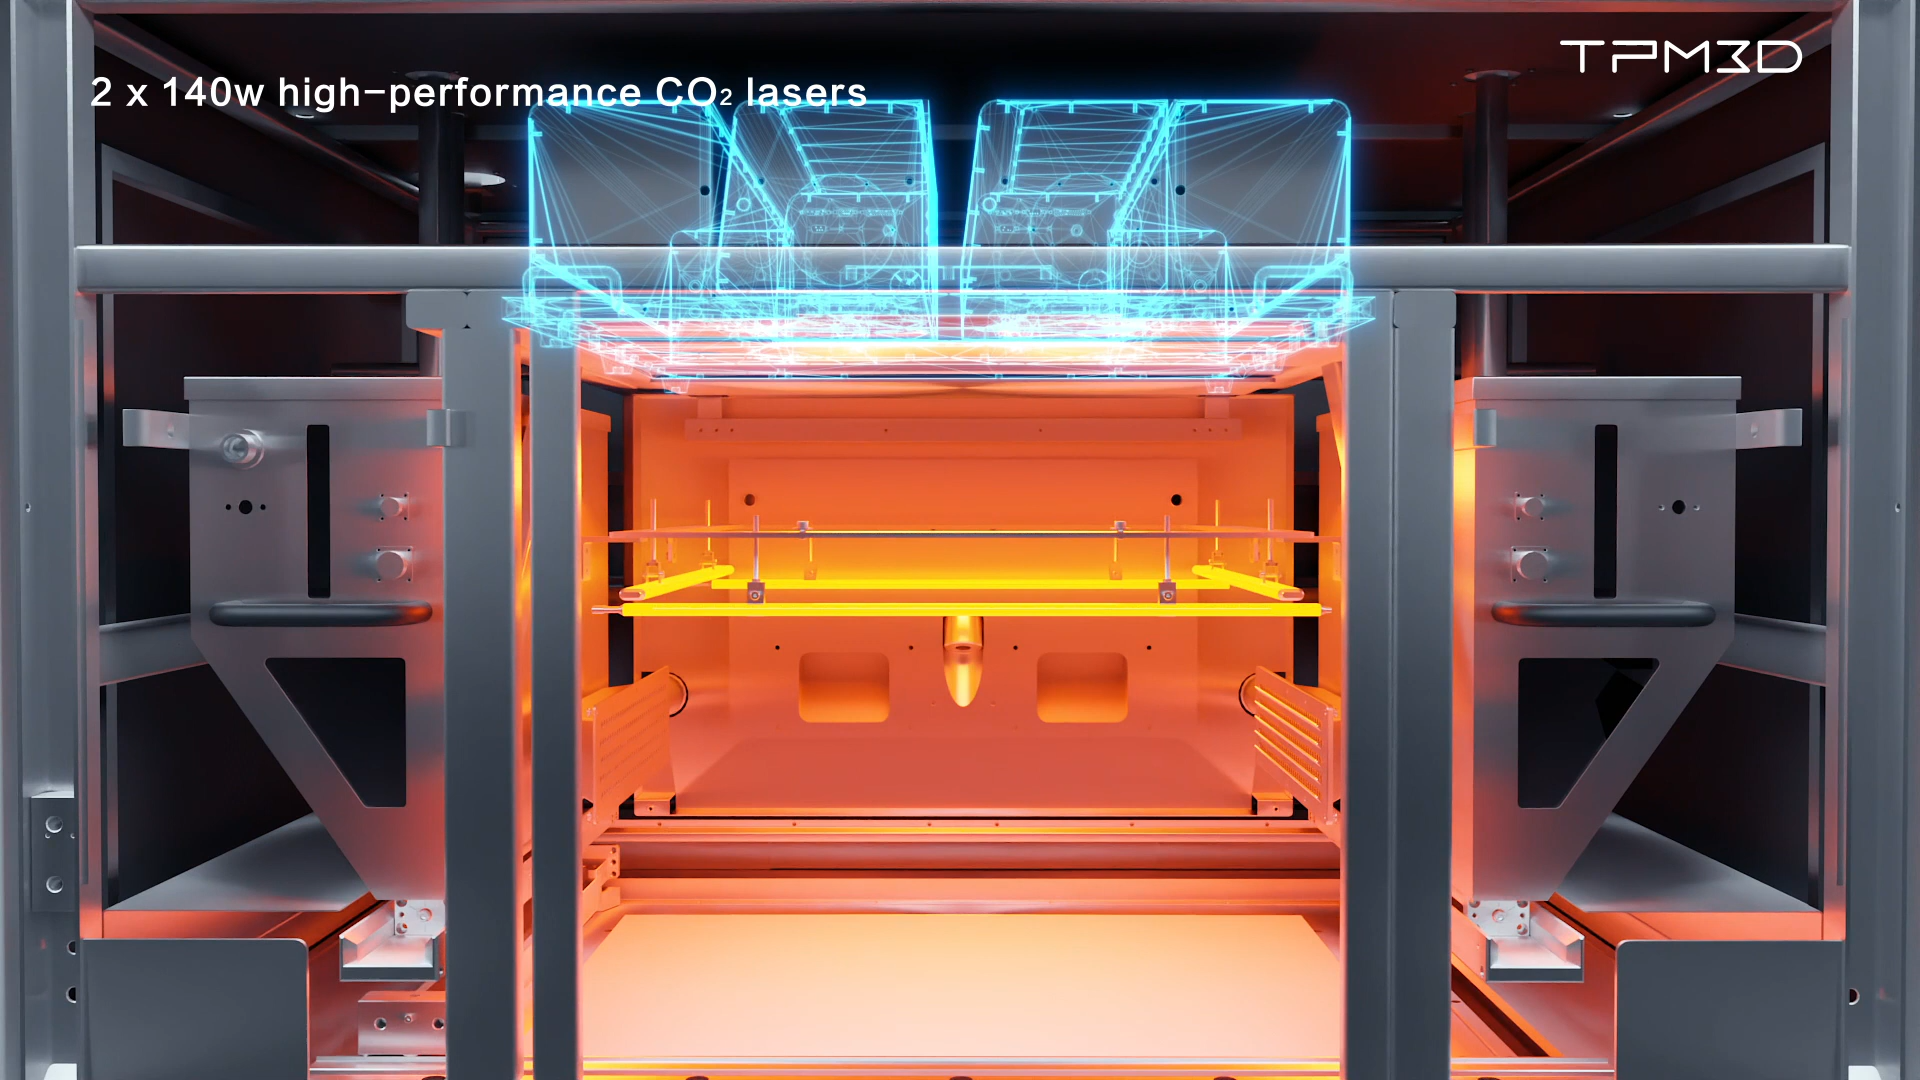 TPM3D
2 x 140w high-performance CO₂ lasers